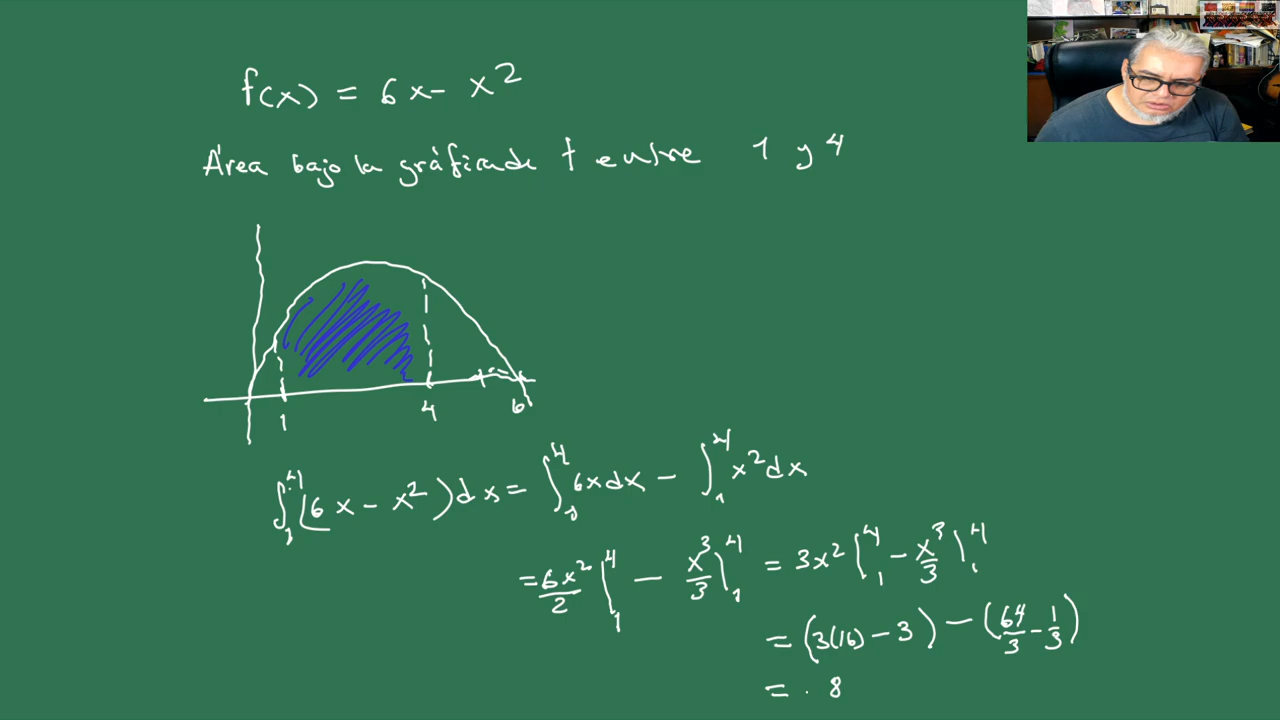 f(x) = 6x - x²
Área bajo la gráfica de f entre 1 y 4
1 4 6
∫₁⁴ (6x - x²) dx = ∫₁⁴ 6x dx - ∫₁⁴ x² dx
= 6x²/2 |₁⁴ - x³/3 |₁⁴ = 3x² |₁⁴ - x³/3 |₁⁴
= (3(16) - 3) - (64/3 - 1/3)
= . 8